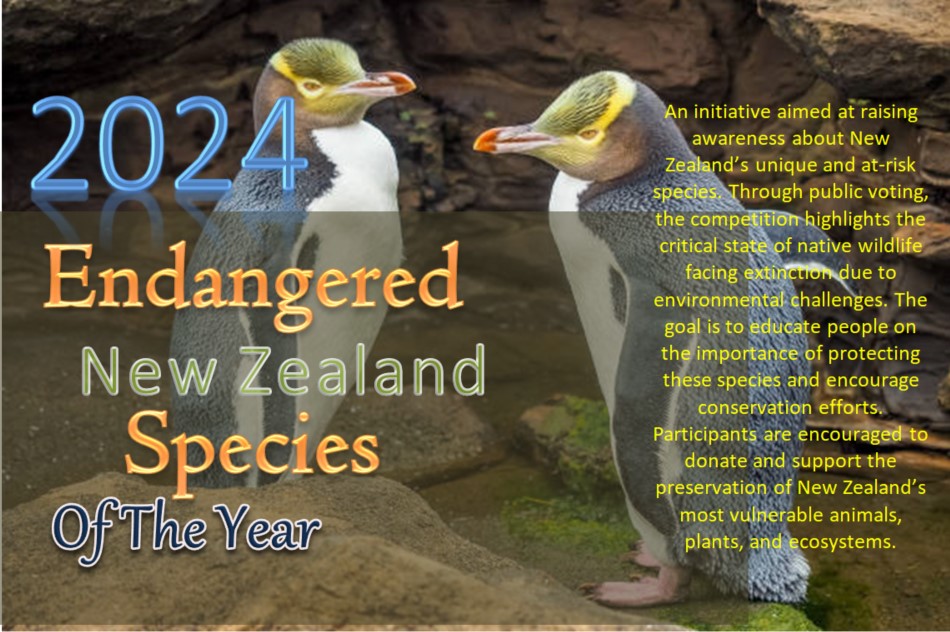 2024
Endangered
New Zealand
Species
Of The Year
An initiative aimed at raising
awareness about New
Zealand’s unique and at-risk
species. Through public voting,
the competition highlights the
critical state of native wildlife
facing extinction due to
environmental challenges. The
goal is to educate people on
the importance of protecting
these species and encourage
conservation efforts.
Participants are encouraged to
donate and support the
preservation of New Zealand’s
most vulnerable animals,
plants, and ecosystems.